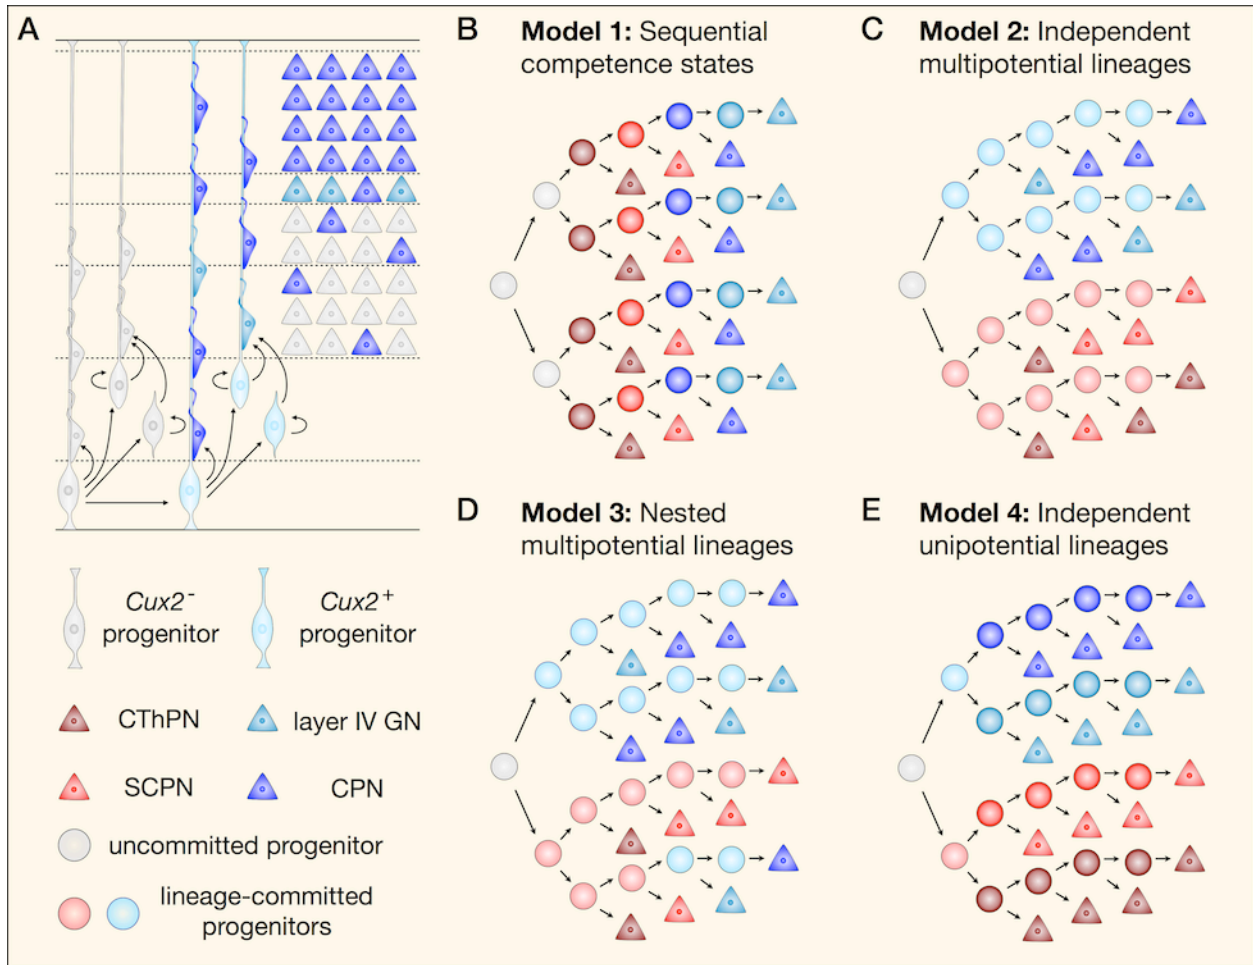 A
B
Model 1: Sequential
competence states
C
Model 2: Independent
multipotential lineages
D
Model 3: Nested
multipotential lineages
E
Model 4: Independent
unipotential lineages
Cux2-
progenitor
Cux2+
progenitor
CThPN
layer IV GN
SCPN
CPN
uncommitted progenitor
lineage-committed
progenitors